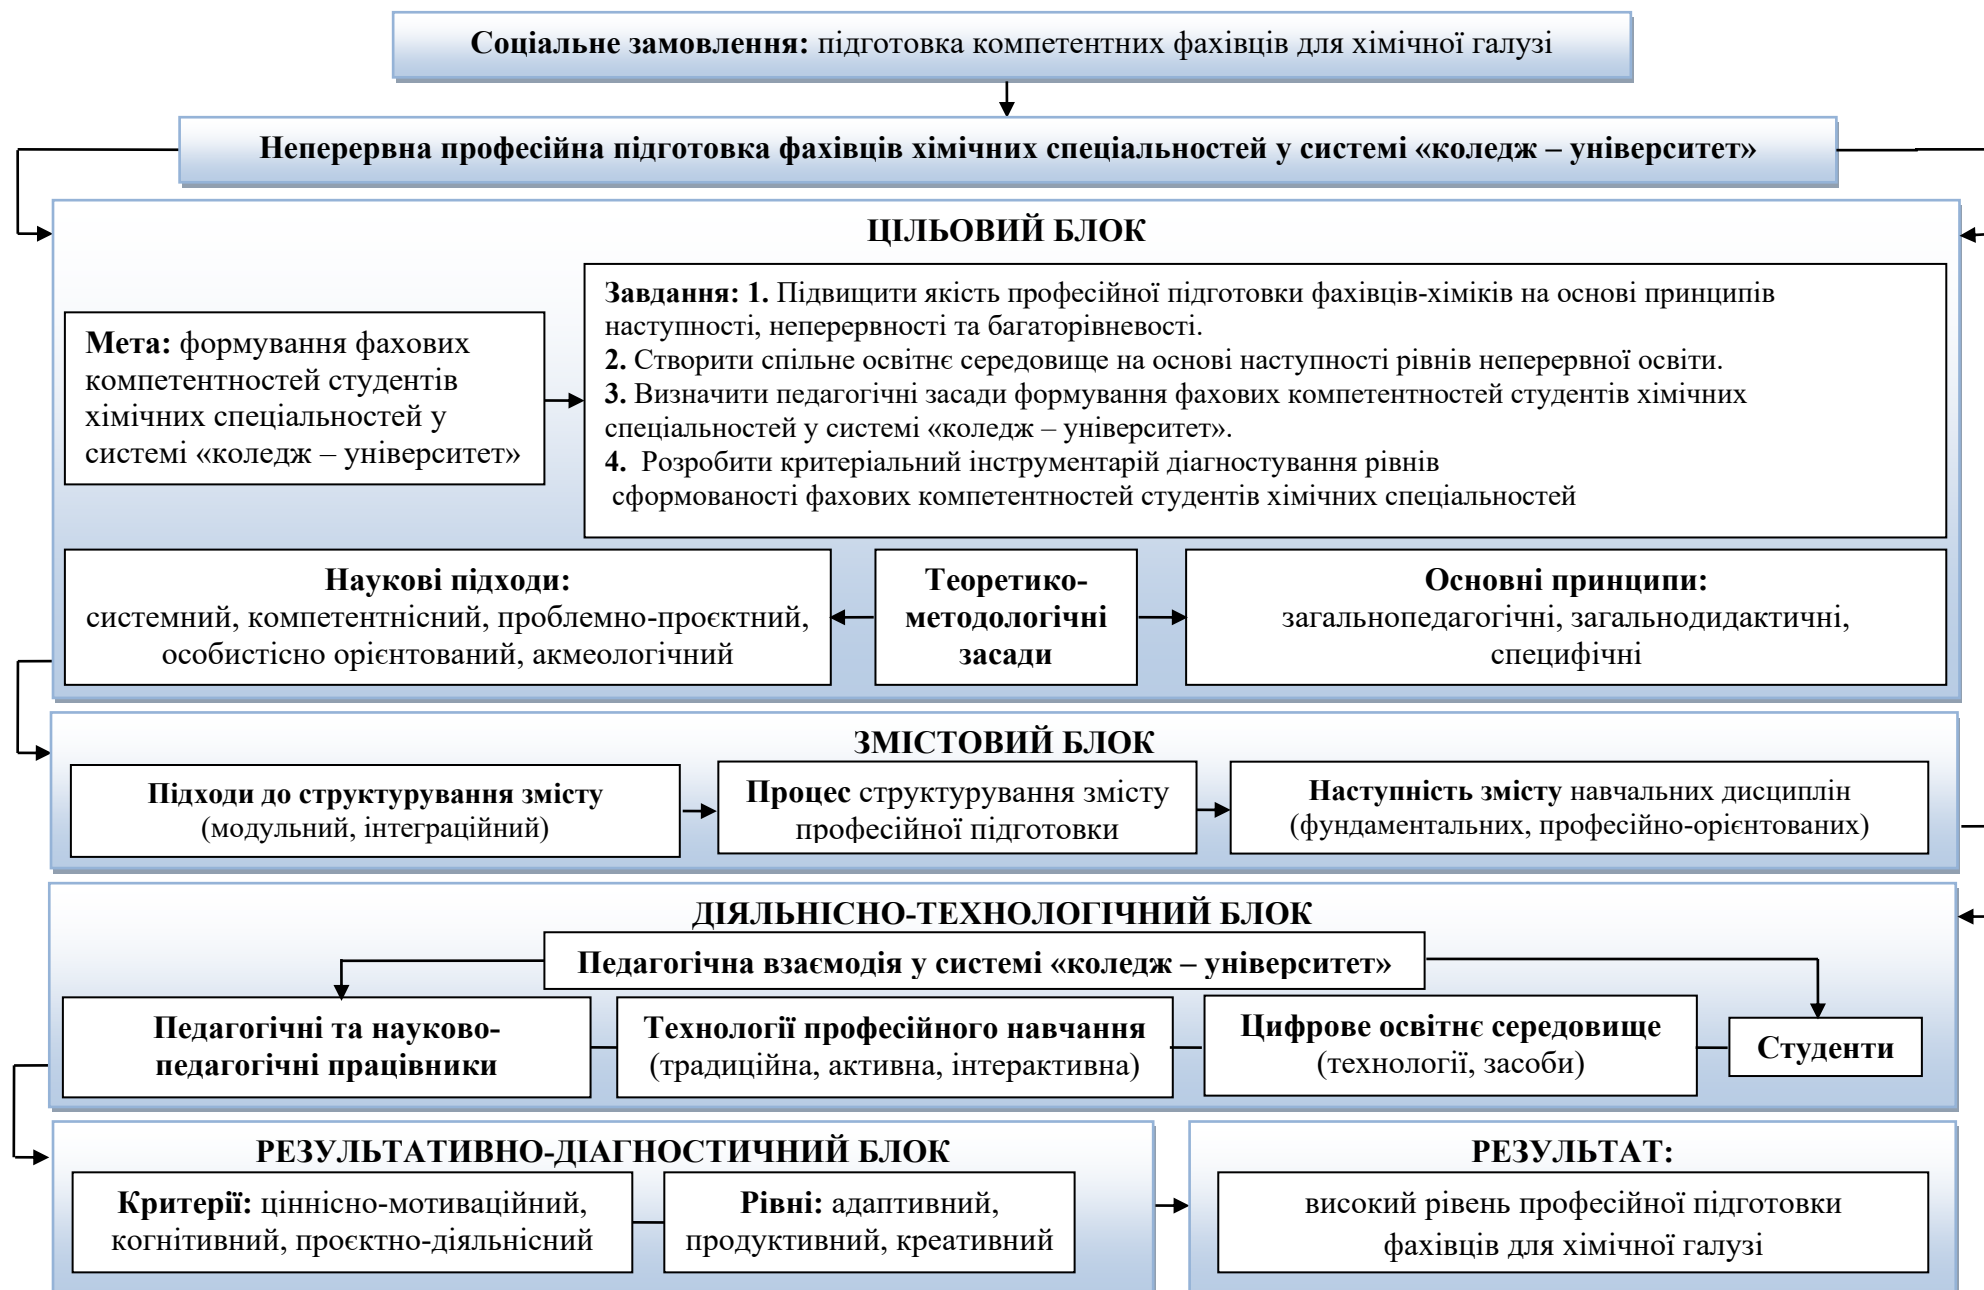 Соціальне замовлення: підготовка компетентних фахівців для хімічної галузі
Неперервна професійна підготовка фахівців хімічних спеціальностей у системі «коледж – університет»
ЦІЛЬОВИЙ БЛОК
Мета: формування фахових
компетентностей студентів
хімічних спеціальностей у
системі «коледж – університет»
Завдання: 1. Підвищити якість професійної підготовки фахівців-хіміків на основі принципів
наступності, неперервності та багаторівневості.
2. Створити спільне освітнє середовище на основі наступності рівнів неперервної освіти.
3. Визначити педагогічні засади формування фахових компетентностей студентів хімічних
спеціальностей у системі «коледж – університет».
4. Розробити критеріальний інструментарій діагностування рівнів
сформованості фахових компетентностей студентів хімічних спеціальностей
Наукові підходи:
системний, компетентнісний, проблемно-проєктний,
особистісно орієнтований, акмеологічний
Теоретико-
методологічні
засади
Основні принципи:
загальнопедагогічні, загальнодидактичні,
специфічні
ЗМІСТОВИЙ БЛОК
Підходи до структурування змісту
(модульний, інтеграційний)
Процес структурування змісту
професійної підготовки
Наступність змісту навчальних дисциплін
(фундаментальних, професійно-орієнтованих)
ДІЯЛЬНІСНО-ТЕХНОЛОГІЧНИЙ БЛОК
Педагогічна взаємодія у системі «коледж – університет»
Педагогічні та науково-
педагогічні працівники
Технології професійного навчання
(традиційна, активна, інтерактивна)
Цифрове освітнє середовище
(технології, засоби)
Студенти
РЕЗУЛЬТАТИВНО-ДІАГНОСТИЧНИЙ БЛОК
Критерії: ціннісно-мотиваційний,
когнітивний, проєктно-діяльнісний
Рівні: адаптивний,
продуктивний, креативний
РЕЗУЛЬТАТ:
високий рівень професійної підготовки
фахівців для хімічної галузі